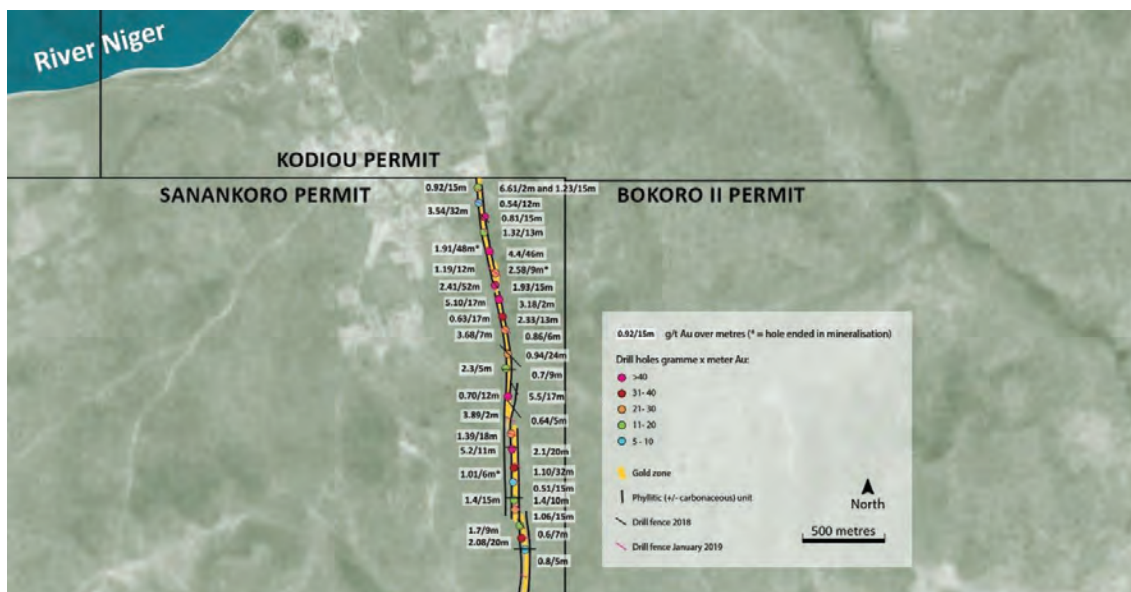 River Niger
KODIOU PERMIT
SANANKORO PERMIT
BOKORO II PERMIT
0.92/15m
6.61/2m and 1.23/15m
0.54/12m
3.54/32m
0.81/15m
1.32/13m
1.91/48m*
4.4/46m
1.19/12m
2.58/9m*
2.41/52m
1.93/15m
5.10/17m
3.18/2m
0.63/17m
2.33/13m
3.68/7m
0.86/6m
0.94/24m
2.3/5m
0.7/9m
0.70/12m
5.5/17m
3.89/2m
0.64/5m
1.39/18m
5.2/11m
2.1/20m
1.01/6m*
1.10/32m
0.51/15m
1.4/15m
1.4/10m
1.06/15m
1.7/9m
0.6/7m
2.08/20m
0.8/5m
0.92/15m g/t Au over metres (* = hole ended in mineralisation)
Drill holes gramme x meter Au:
>40
31- 40
21- 30
11- 20
5 - 10
Gold zone
Phyllitic (+/- carbonaceous) unit
Drill fence 2018
Drill fence January 2019
North
500 metres